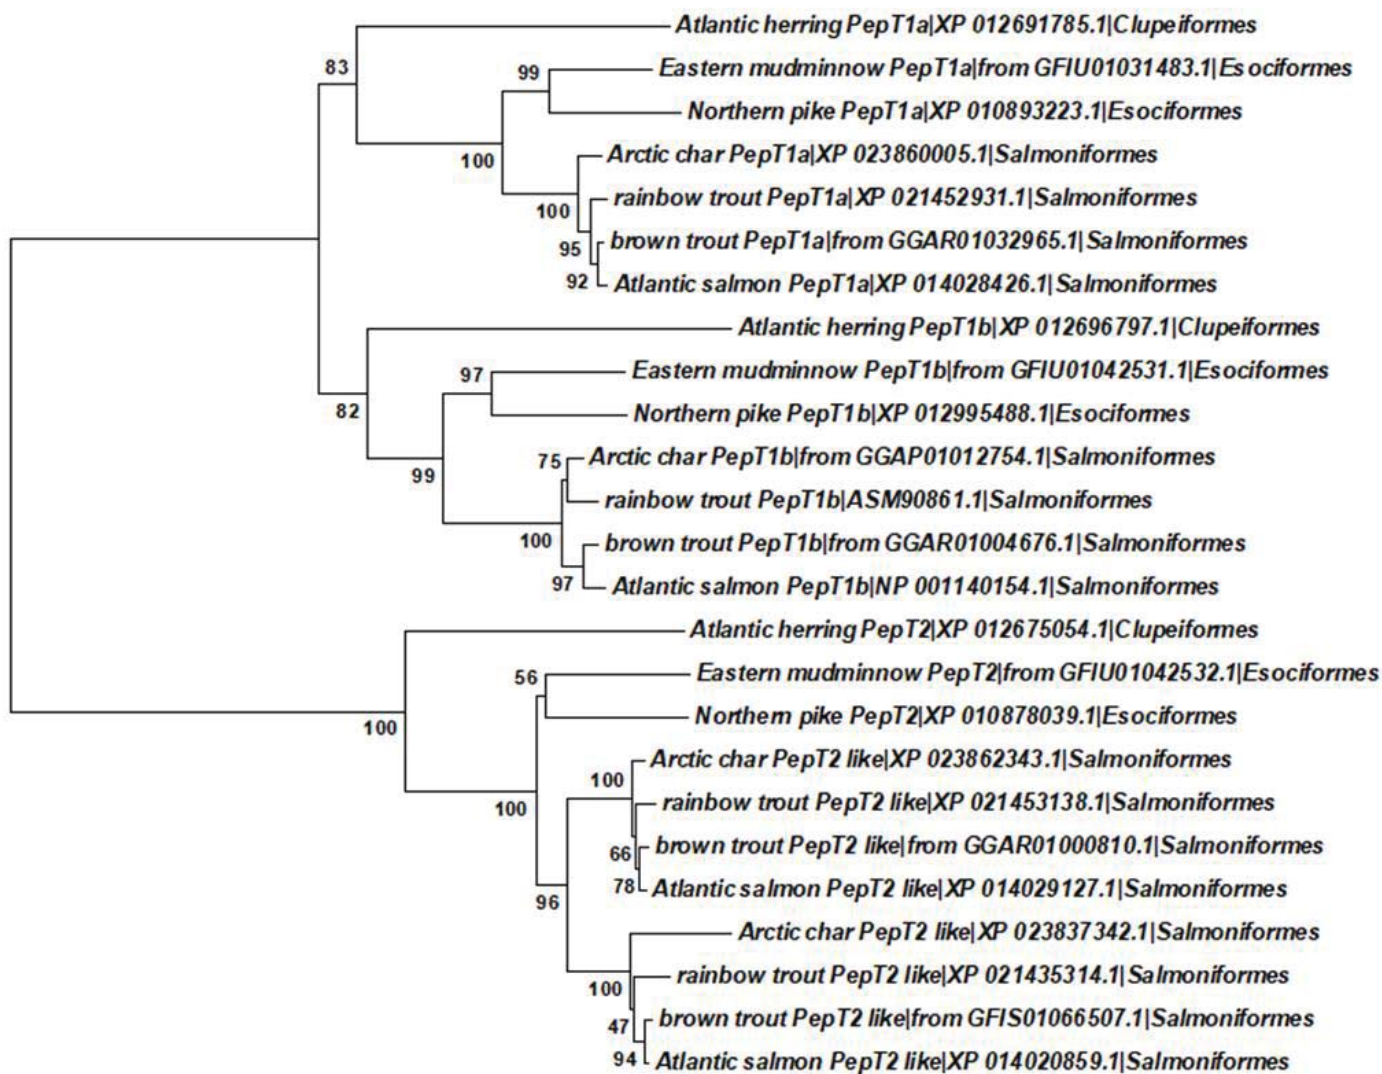 Atlantic herring PepT1a|XP 012691785.1|Clupeiformes
83
99
Eastern mudminnow PepT1a|from GFIU01031483.1|Esociformes
Northern pike PepT1a|XP 010893223.1|Esociformes
100
Arctic char PepT1a|XP 023860005.1|Salmoniformes
rainbow trout PepT1a|XP 021452931.1|Salmoniformes
100
brown trout PepT1a|from GGAR01032965.1|Salmoniformes
95
92
Atlantic salmon PepT1a|XP 014028426.1|Salmoniformes
Atlantic herring PepT1b|XP 012696797.1|Clupeiformes
97
Eastern mudminnow PepT1b|from GFIU01042531.1|Esociformes
82
Northern pike PepT1b|XP 012995488.1|Esociformes
75
Arctic char PepT1b|from GGAP01012754.1|Salmoniformes
99
rainbow trout PepT1b|ASM90861.1|Salmoniformes
100
brown trout PepT1b|from GGAR01004676.1|Salmoniformes
97
Atlantic salmon PepT1b|NP 001140154.1|Salmoniformes
Atlantic herring PepT2|XP 012675054.1|Clupeiformes
56
Eastern mudminnow PepT2|from GFIU01042532.1|Esociformes
Northern pike PepT2|XP 010878039.1|Esociformes
100
Arctic char PepT2 like|XP 023862343.1|Salmoniformes
100
rainbow trout PepT2 like|XP 021453138.1|Salmoniformes
100
brown trout PepT2 like|from GGAR01000810.1|Salmoniformes
66
78
Atlantic salmon PepT2 like|XP 014029127.1|Salmoniformes
96
Arctic char PepT2 like|XP 023837342.1|Salmoniformes
rainbow trout PepT2 like|XP 021435314.1|Salmoniformes
100
brown trout PepT2 like|from GFIS01066507.1|Salmoniformes
47
94
Atlantic salmon PepT2 like|XP 014020859.1|Salmoniformes